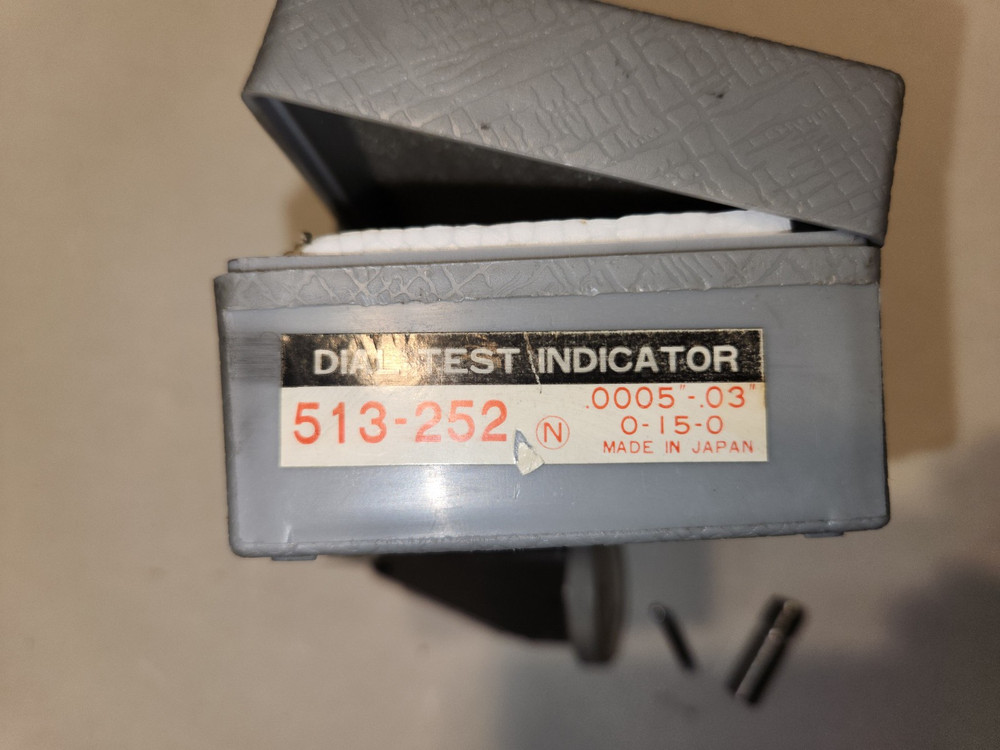 DIAL TEST INDICATOR
513-252 N
.0005"-.03"
0-15-0
MADE IN JAPAN